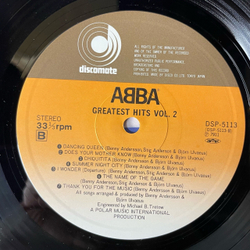 ALL RIGHTS OF THE MANUFACTURER
AND OF THE OWNER OF THE RECORDED
WORK RESERVED
UNAUTHORIZED PUBLIC PERFORMANCE
BROADCASTING AND
COPYING OF THIS RECORD
discomate
ABBA
GREATEST HITS VOL. 2
STEREO
33⅓ rpm
B
DSP-5113
1. DANCING QUEEN (Benny Andersson, Stig Anderson & Björn Ulvaeus)
2. DOES YOUR MOTHER KNOW (Benny Andersson & Björn Ulvaeus)
3. CHIQUITITA (Benny Andersson & Björn Ulvaeus)
4. SUMMER NIGHT CITY (Benny Andersson & Björn Ulvaeus)
5. I WONDER (Departure) (Benny Andersson, Stig Anderson & Björn Ulvaeus)
6. THE NAME OF THE GAME
(Benny Andersson, Stig Anderson & Björn Ulvaeus)
7. THANK YOU FOR THE MUSIC (Benny Andersson & Björn Ulvaeus)
All songs arranged & produced by Benny Andersson &
Björn Ulvaeus
Engineered by Michael B. Tretow
A POLAR MUSIC INTERNATIONAL
PRODUCTION